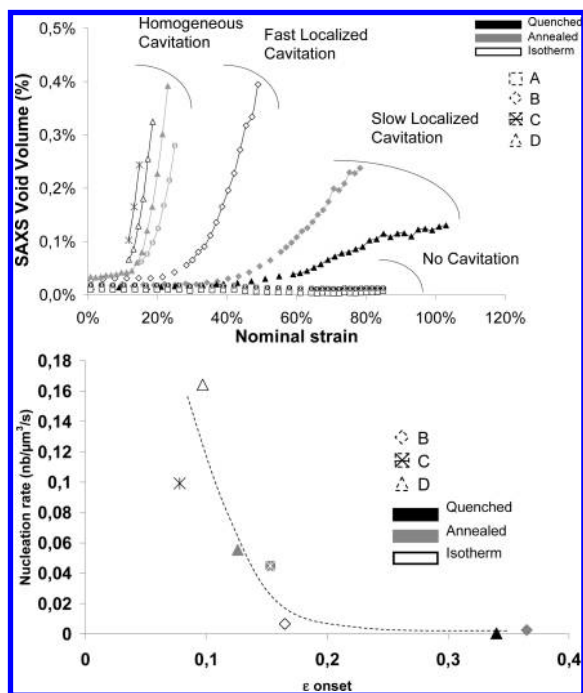 Homogeneous
Cavitation
Fast Localized
Cavitation
Quenched
Annealed
Isotherm
A
B
C
D
Slow Localized
Cavitation
No Cavitation
SAXS Void Volume (%)
0,5%
0,4%
0,3%
0,2%
0,1%
0,0%
0% 20% 40% 60% 80% 100% 120%
Nominal strain
Nucleation rate (nb/µm³/s)
0,18
0,16
0,14
0,12
0,1
0,08
0,06
0,04
0,02
0
B
C
D
Quenched
Annealed
Isotherm
0 0,1 0,2 0,3 0,4
ε onset